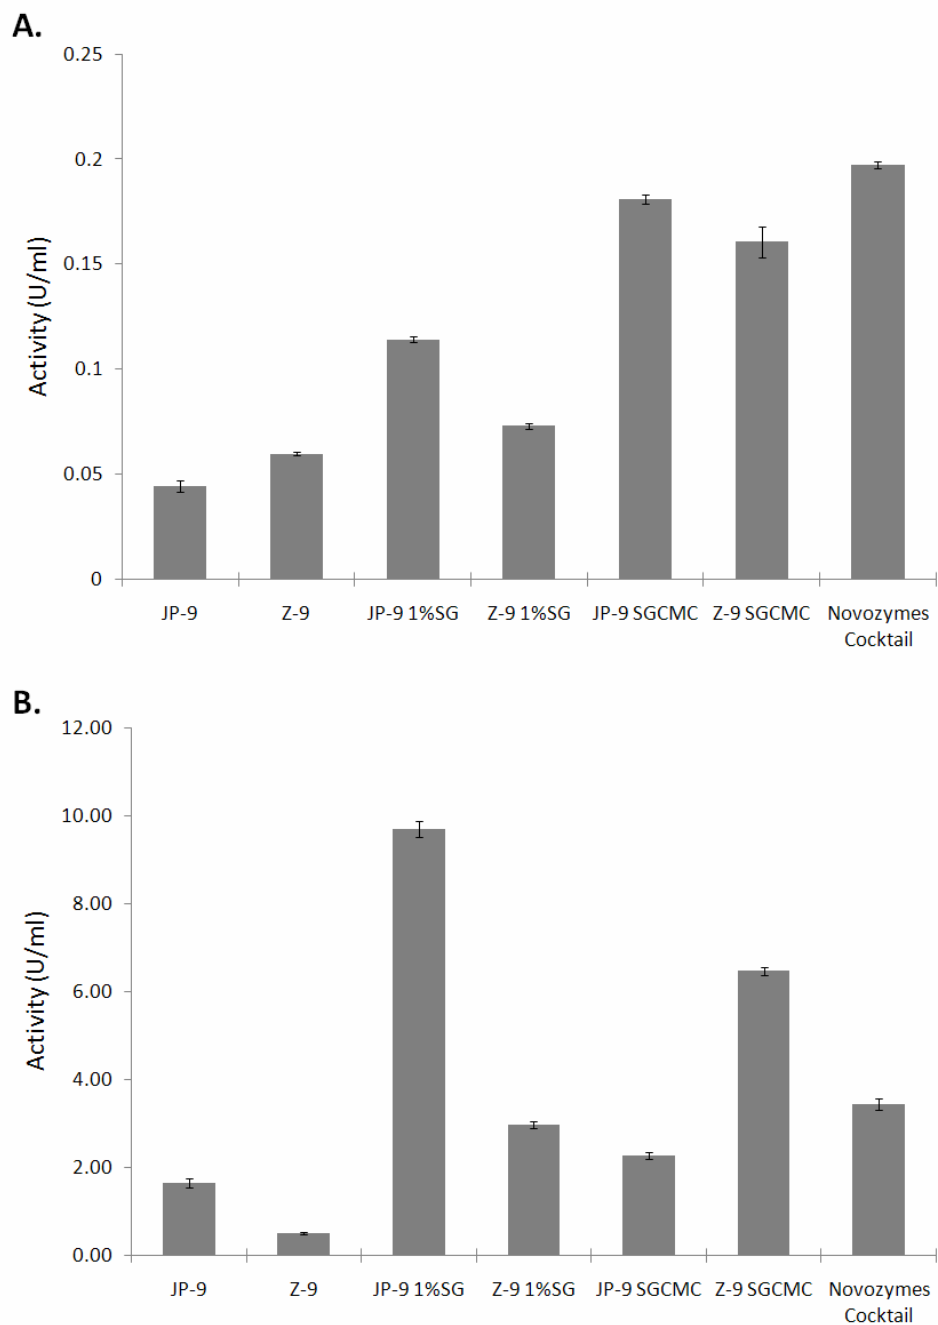 A.
0.25
0.2
0.15
0.1
0.05
0
Activity (U/ml)
JP-9 Z-9 JP-9 1%SG Z-9 1%SG JP-9 SGCMC Z-9 SGCMC Novozymes
Cocktail
B.
12.00
10.00
8.00
6.00
4.00
2.00
0.00
Activity (U/ml)
JP-9 Z-9 JP-9 1%SG Z-9 1%SG JP-9 SGCMC Z-9 SGCMC Novozymes
Cocktail